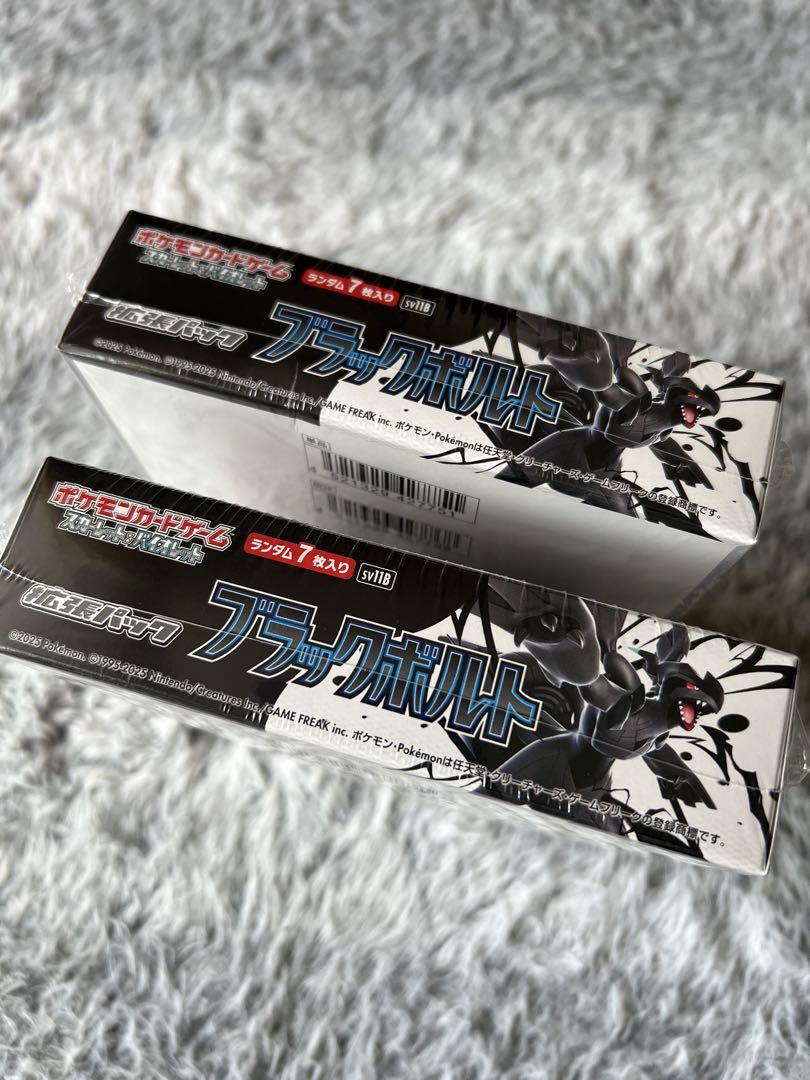 ポケモンカードゲーム
スカーレット&バイオレット
ランダム7枚入り
SV11B
拡張パック
ブラックボルト
©2025 Pokémon. ©1995-2025 Nintendo/Creatures Inc./GAME FREAK inc. ポケモン・Pokémonは任天堂・クリーチャーズ・ゲームフリークの登録商標です。
ポケモンカードゲーム
スカーレット&バイオレット
ランダム7枚入り
SV11B
拡張パック
ブラックボルト
©2025 Pokémon. ©1995-2025 Nintendo/Creatures Inc./GAME FREAK inc. ポケモン・Pokémonは任天堂・クリーチャーズ・ゲームフリークの登録商標です。